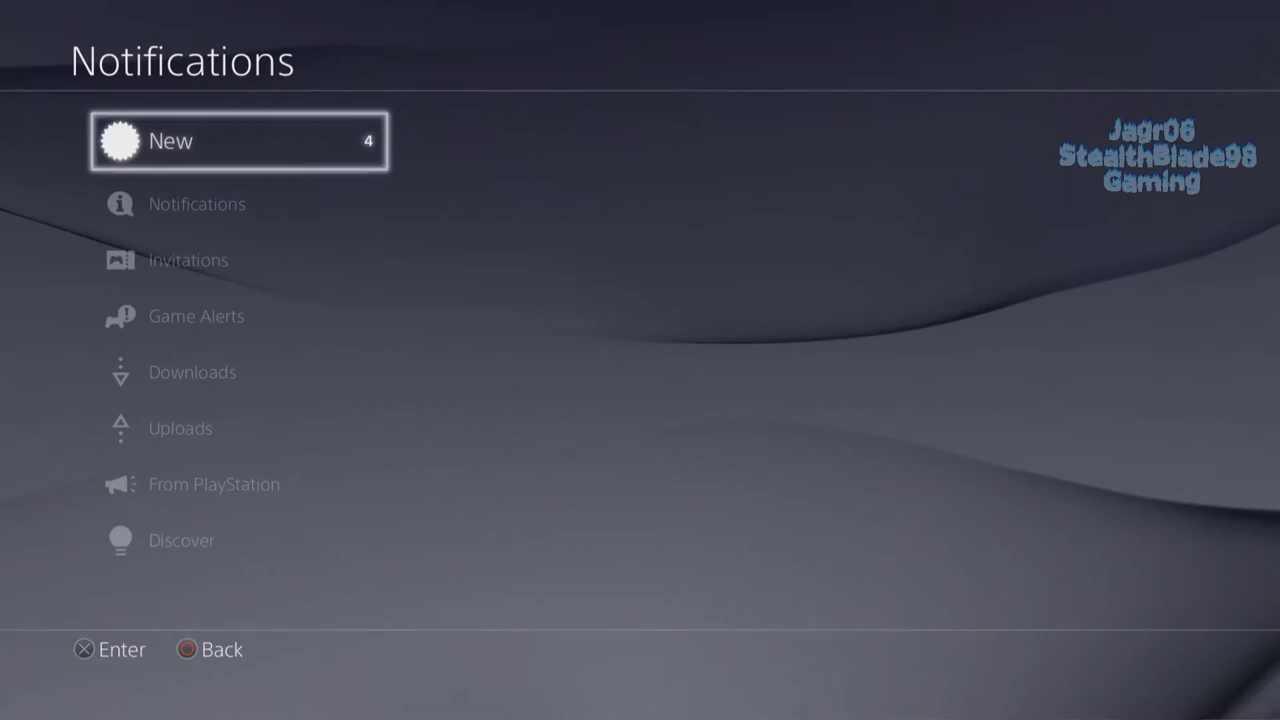 Notifications
New 4
Jagr06
StealthBlade98
Gaming
Notifications
Invitations
Game Alerts
Downloads
Uploads
From PlayStation
Discover
Enter Back